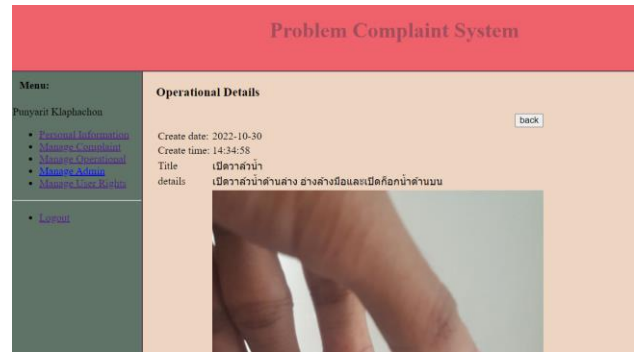 Problem Complaint System
Menu:
Punyarit Klaphachon
Personal Information
Manage Complaint
Manage Operational
Manage Admin
Manage User Rights
Logout
Operational Details
back
Create date: 2022-10-30
Create time: 14:34:58
Title เปิดวาล์วน้ำ
details เปิดวาล์วน้ำด้านล่าง อ่างล้างมือและเปิดก็อกน้ำด้านบน